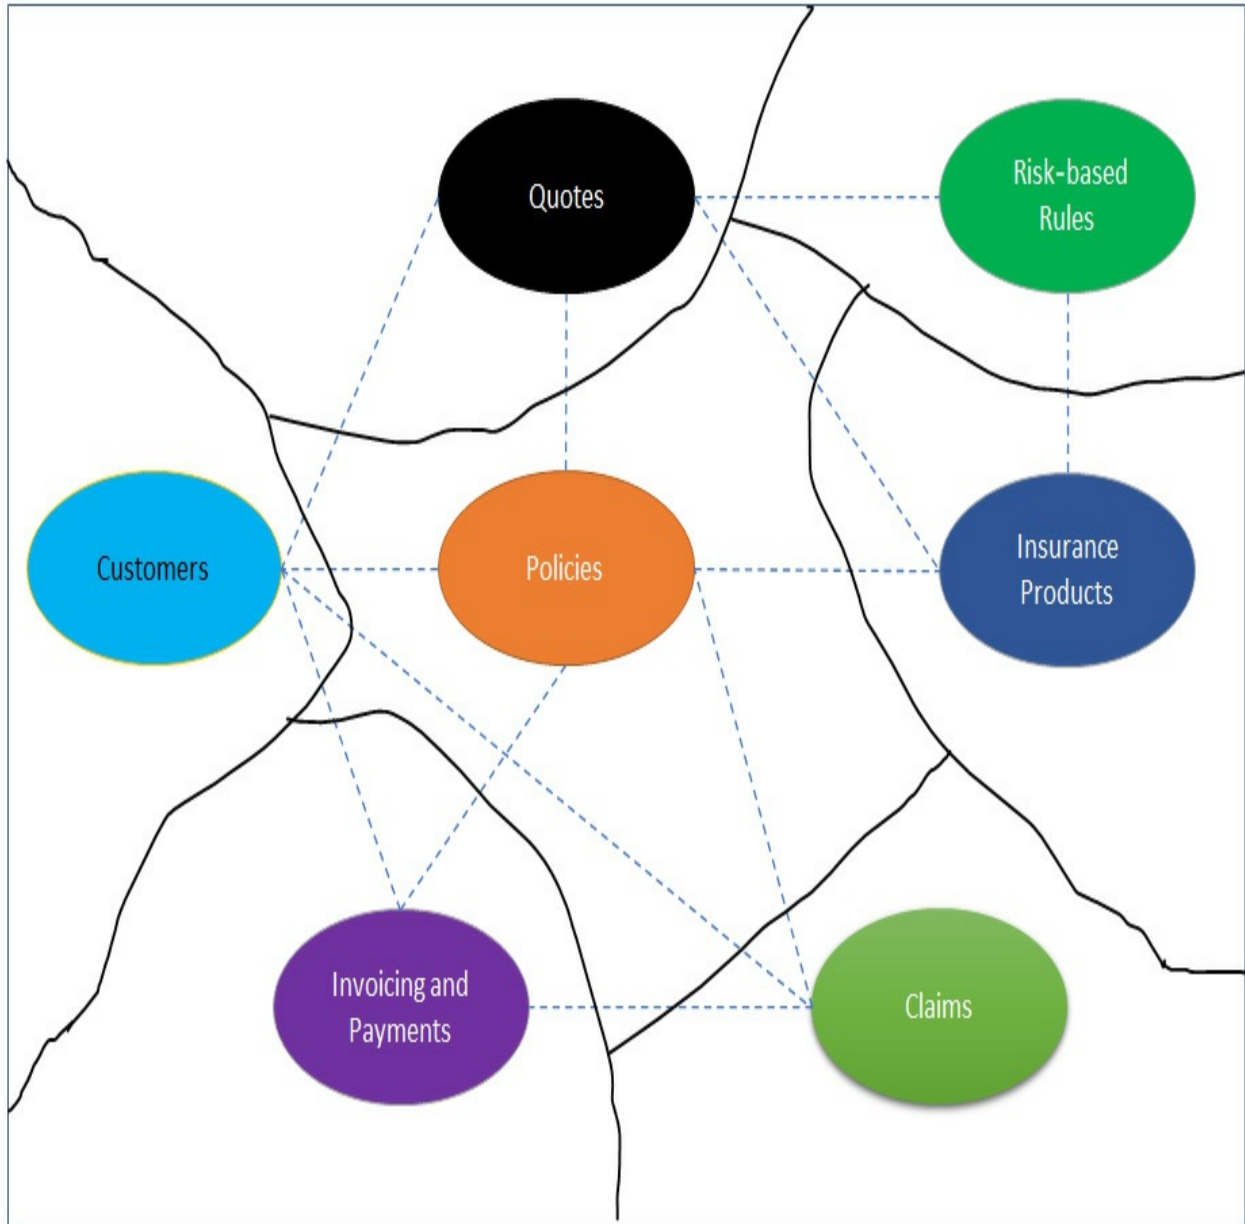 Quotes
Risk-based
Rules
Customers
Policies
Insurance
Products
Invoicing and
Payments
Claims